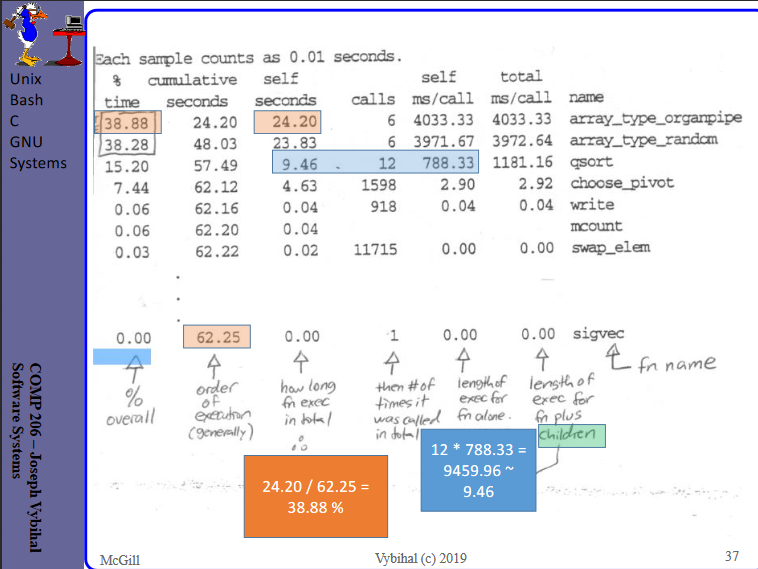 Unix
Bash
C
GNU
Systems
COMP 206 – Joseph Vybihal
Software Systems
Each sample counts as 0.01 seconds.
% cumulative self self total
time seconds seconds calls ms/call ms/call name
38.88 24.20 24.20 6 4033.33 4033.33 array_type_organpipe
38.28 48.03 23.83 6 3971.67 3972.64 array_type_random
15.20 57.49 9.46 12 788.33 1181.16 qsort
7.44 62.12 4.63 1598 2.90 2.92 choose_pivot
0.06 62.16 0.04 918 0.04 0.04 write
0.06 62.20 0.04 mcount
0.03 62.22 0.02 11715 0.00 0.00 swap_elem
.
.
.
0.00 62.25 0.00 1 0.00 0.00 sigvec
% overall
order of execution (generally)
how long fn exec in total
then # of times it was called in total
length of exec for fn alone.
length of exec for fn plus children
fn name
24.20 / 62.25 =
38.88 %
12 * 788.33 =
9459.96 ~
9.46
McGill
Vybihal (c) 2019
37